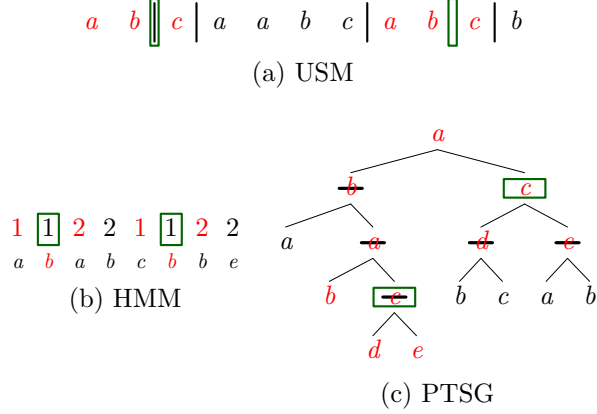 a b c a a b c a b c b
(a) USM
1 1 2 2 1 1 2 2
a b a b c b b e
(b) HMM
a
b c
a a d e
b e b c a b
d e
(c) PTSG